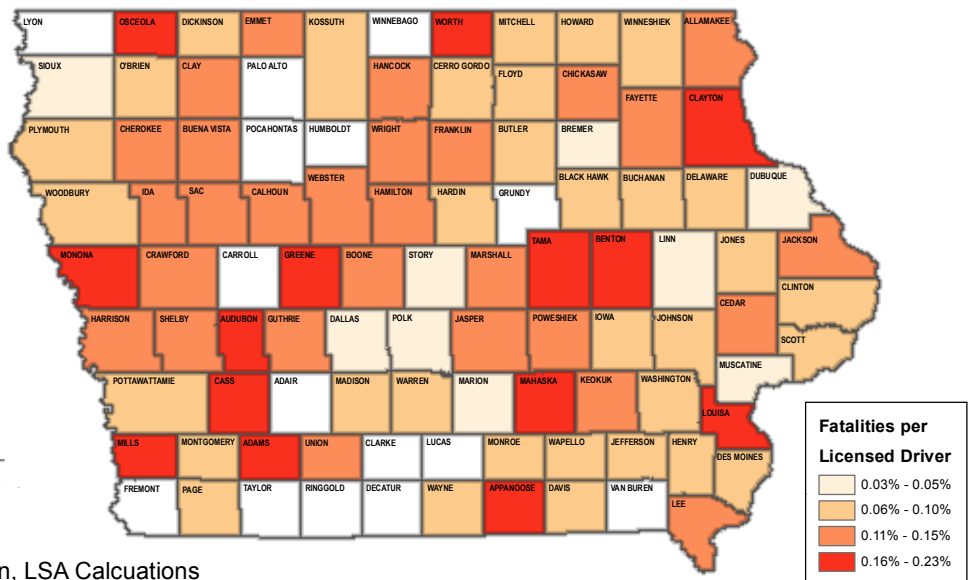 LYON OSCEOLA DICKINSON EMMET KOSSUTH WINNEBAGO WORTH MITCHELL HOWARD WINNESHIEK ALLAMAKEE
SIOUX O'BRIEN CLAY PALO ALTO HANCOCK CERRO GORDO FLOYD CHICKASAW
FAYETTE CLAYTON
PLYMOUTH CHEROKEE BUENA VISTA POCAHONTAS HUMBOLDT WRIGHT FRANKLIN BUTLER BREMER
WOODBURY IDA SAC CALHOUN WEBSTER HAMILTON HARDIN GRUNDY BLACK HAWK BUCHANAN DELAWARE DUBUQUE
MONONA CRAWFORD CARROLL GREENE BOONE STORY MARSHALL TAMA BENTON LINN JONES JACKSON
CLINTON
HARRISON SHELBY AUDUBON GUTHRIE DALLAS POLK JASPER POWESHIEK IOWA JOHNSON CEDAR
SCOTT
MUSCATINE
POTTAWATTAMIE CASS ADAIR MADISON WARREN MARION MAHASKA KEOKUK WASHINGTON
LOUISA
MILLS MONTGOMERY ADAMS UNION CLARKE LUCAS MONROE WAPELLO JEFFERSON HENRY
DES MOINES
FREMONT PAGE TAYLOR RINGGOLD DECATUR WAYNE APPANOOSE DAVIS VAN BUREN
LEE
Fatalities per
Licensed Driver
0.03% - 0.05%
0.06% - 0.10%
0.11% - 0.15%
0.16% - 0.23%
n, LSA Calcuations